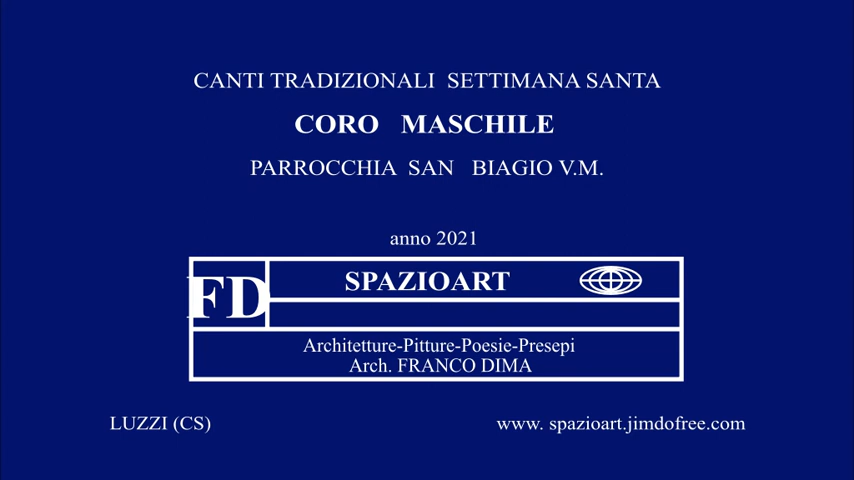 CANTI TRADIZIONALI SETTIMANA SANTA
CORO MASCHILE
PARROCCHIA SAN BIAGIO V.M.
anno 2021
FD
SPAZIOART
Architetture-Pitture-Poesie-Presepi
Arch. FRANCO DIMA
LUZZI (CS)
www. spazioart.jimdofree.com